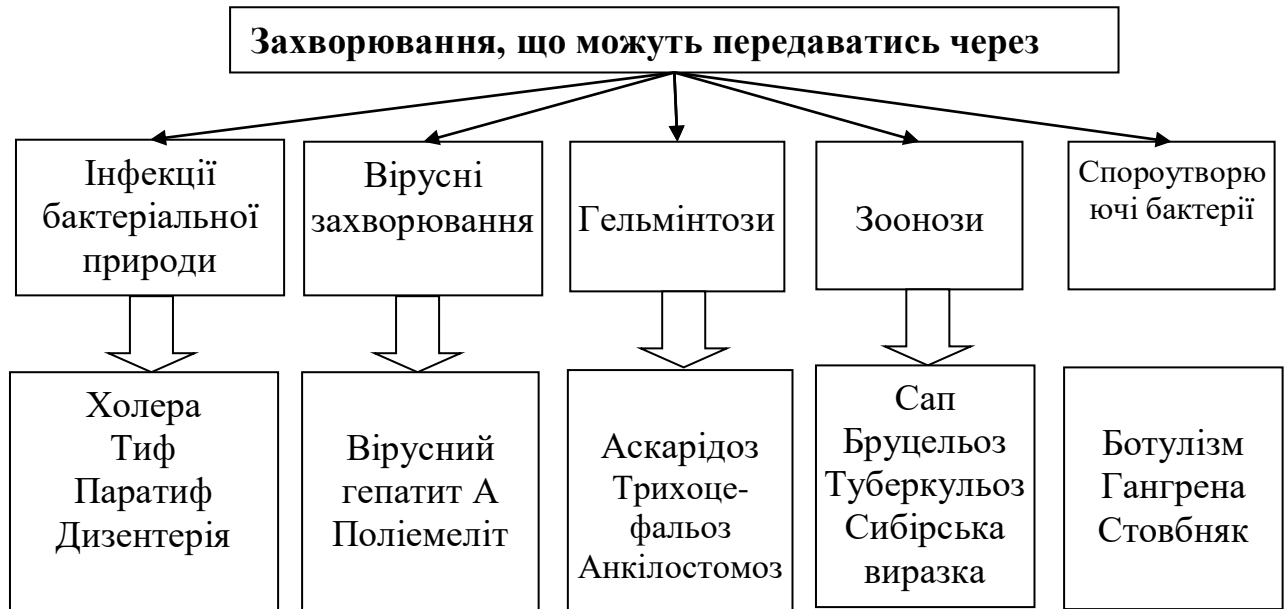 Захворювання, що можуть передаватись через
Інфекції
бактеріальної
природи
Вірусні
захворювання
Гельмінтози
Зоонози
Спороутворю
ючі бактерії
Холера
Тиф
Паратиф
Дизентерія
Вірусний
гепатит А
Поліемеліт
Аскарідоз
Трихоце-
фальоз
Анкілостомоз
Сап
Бруцельоз
Туберкульоз
Сибірська
виразка
Ботулізм
Гангрена
Стовбняк